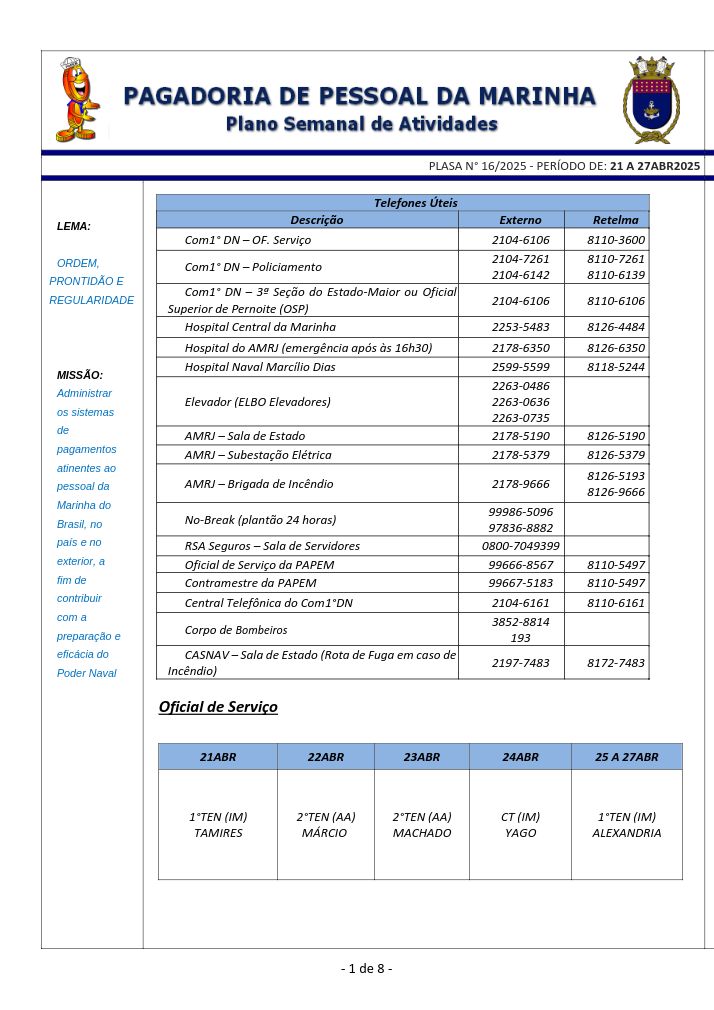 PAGADORIA DE PESSOAL DA MARINHA
Plano Semanal de Atividades
PLASA N° 16/2025 - PERÍODO DE: 21 A 27ABR2025
LEMA:
ORDEM,
PRONTIDÃO E
REGULARIDADE
MISSÃO:
Administrar
os sistemas
de
pagamentos
atinentes ao
pessoal da
Marinha do
Brasil, no
país e no
exterior, a
fim de
contribuir
com a
preparação e
eficácia do
Poder Naval
Telefones Úteis
Descrição Externo Retelma
Com1° DN – OF. Serviço 2104-6106 8110-3600
Com1° DN – Policiamento 2104-7261 8110-7261
2104-6142 8110-6139
Com1° DN – 3ª Seção do Estado-Maior ou Oficial
Superior de Pernoite (OSP) 2104-6106 8110-6106
Hospital Central da Marinha 2253-5483 8126-4484
Hospital do AMRJ (emergência após às 16h30) 2178-6350 8126-6350
Hospital Naval Marcílio Dias 2599-5599 8118-5244
Elevador (ELBO Elevadores) 2263-0486
2263-0636
2263-0735
AMRJ – Sala de Estado 2178-5190 8126-5190
AMRJ – Subestação Elétrica 2178-5379 8126-5379
AMRJ – Brigada de Incêndio 2178-9666 8126-5193
8126-9666
No-Break (plantão 24 horas) 99986-5096
97836-8882
RSA Seguros – Sala de Servidores 0800-7049399
Oficial de Serviço da PAPEM 99666-8567 8110-5497
Contramestre da PAPEM 99667-5183 8110-5497
Central Telefônica do Com1°DN 2104-6161 8110-6161
Corpo de Bombeiros 3852-8814
193
CASNAV – Sala de Estado (Rota de Fuga em caso de
Incêndio) 2197-7483 8172-7483
Oficial de Serviço
21ABR 22ABR 23ABR 24ABR 25 A 27ABR
1°TEN (IM) 2°TEN (AA) 2°TEN (AA) CT (IM) 1°TEN (IM)
TAMIRES MÁRCIO MACHADO YAGO ALEXANDRIA
- 1 de 8 -